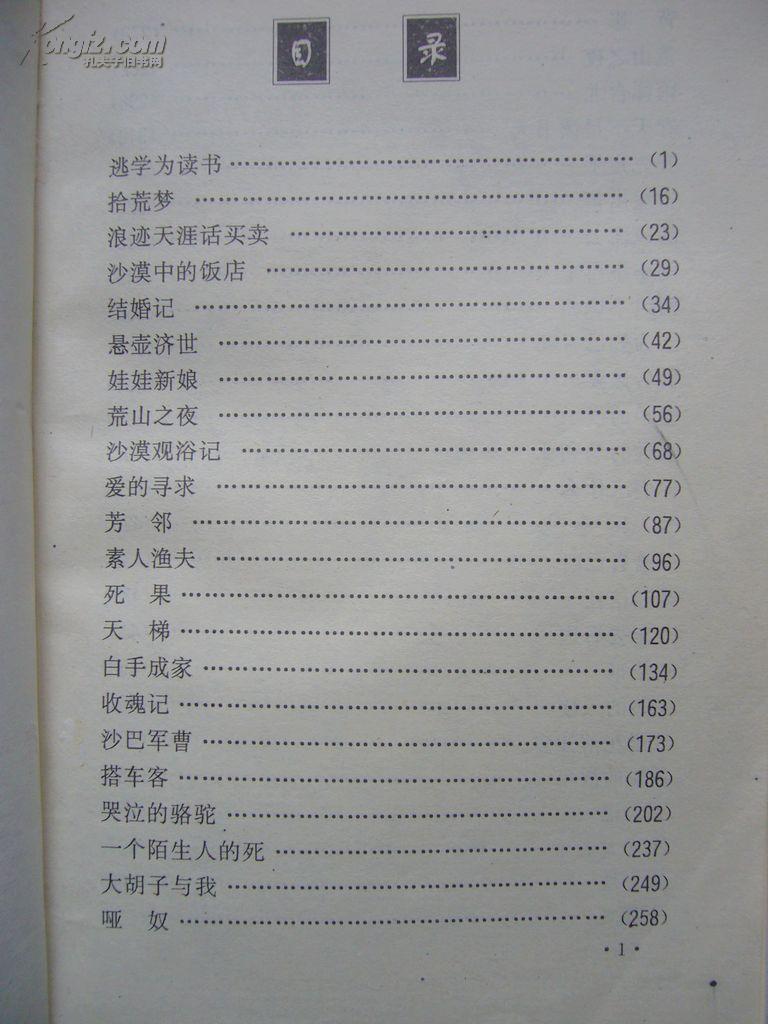 Kongfz.com
孔夫子旧书网
目 录
逃学为读书 ………………………………………… (1)
拾荒梦 ………………………………………… (16)
浪迹天涯话买卖 ………………………………………… (23)
沙漠中的饭店 ………………………………………… (29)
结婚记 ………………………………………… (34)
悬壶济世 ………………………………………… (42)
娃娃新娘 ………………………………………… (49)
荒山之夜 ………………………………………… (56)
沙漠观浴记 ………………………………………… (68)
爱的寻求 ………………………………………… (77)
芳 邻 ………………………………………… (87)
素人渔夫 ………………………………………… (96)
死 果 ………………………………………… (107)
天 梯 ………………………………………… (120)
白手成家 ………………………………………… (134)
收魂记 ………………………………………… (163)
沙巴军曹 ………………………………………… (173)
搭车客 ………………………………………… (186)
哭泣的骆驼 ………………………………………… (202)
一个陌生人的死 ………………………………………… (237)
大胡子与我 ………………………………………… (249)
哑 奴 ………………………………………… (258)
·1·